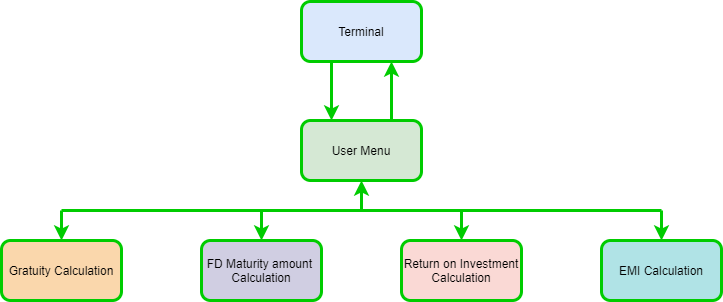 Terminal
User Menu
Gratuity Calculation
FD Maturity amount
Calculation
Return on Investment
Calculation
EMI Calculation